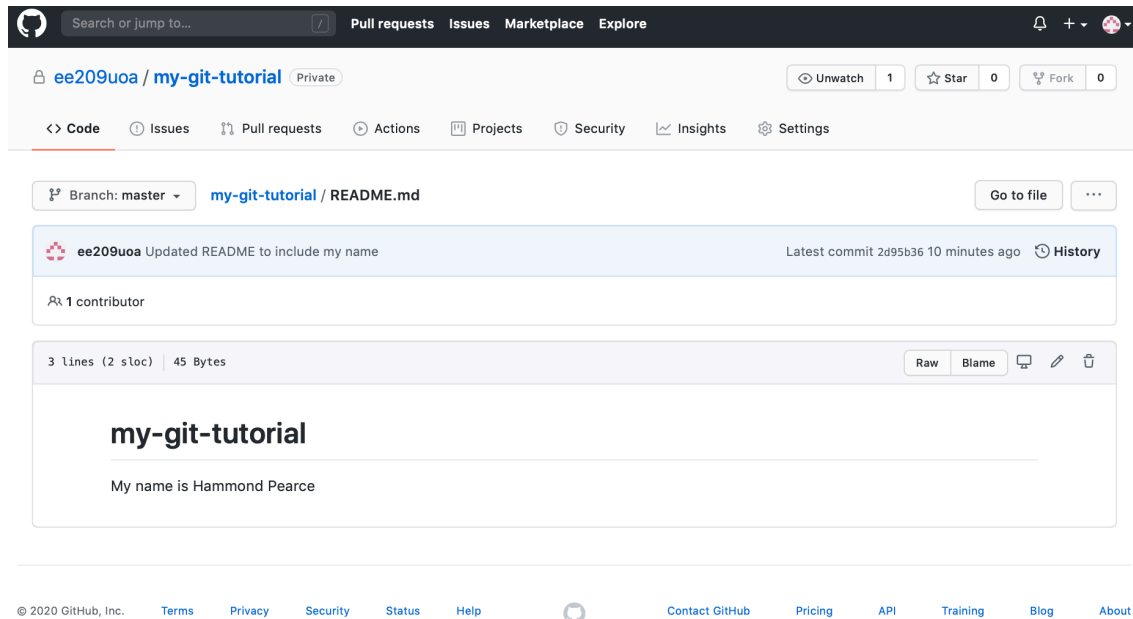 Search or jump to... / Pull requests Issues Marketplace Explore
ee209uoa / my-git-tutorial Private Unwatch 1 Star 0 Fork 0
<> Code Issues Pull requests Actions Projects Security Insights Settings
Branch: master my-git-tutorial / README.md Go to file ...
ee209uoa Updated README to include my name Latest commit 2d95b36 10 minutes ago History
1 contributor
3 lines (2 sloc) 45 Bytes Raw Blame
my-git-tutorial
My name is Hammond Pearce
© 2020 GitHub, Inc. Terms Privacy Security Status Help Contact GitHub Pricing API Training Blog About